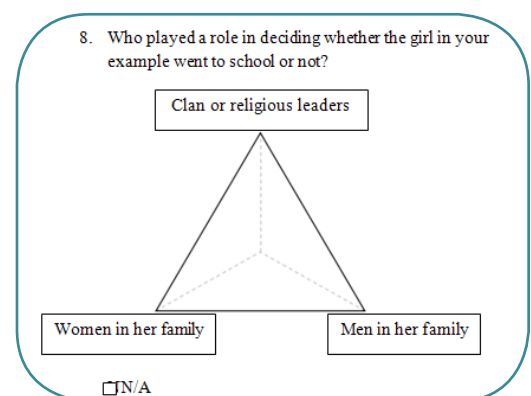 8. Who played a role in deciding whether the girl in your
example went to school or not?
Clan or religious leaders
Women in her family
Men in her family
N/A